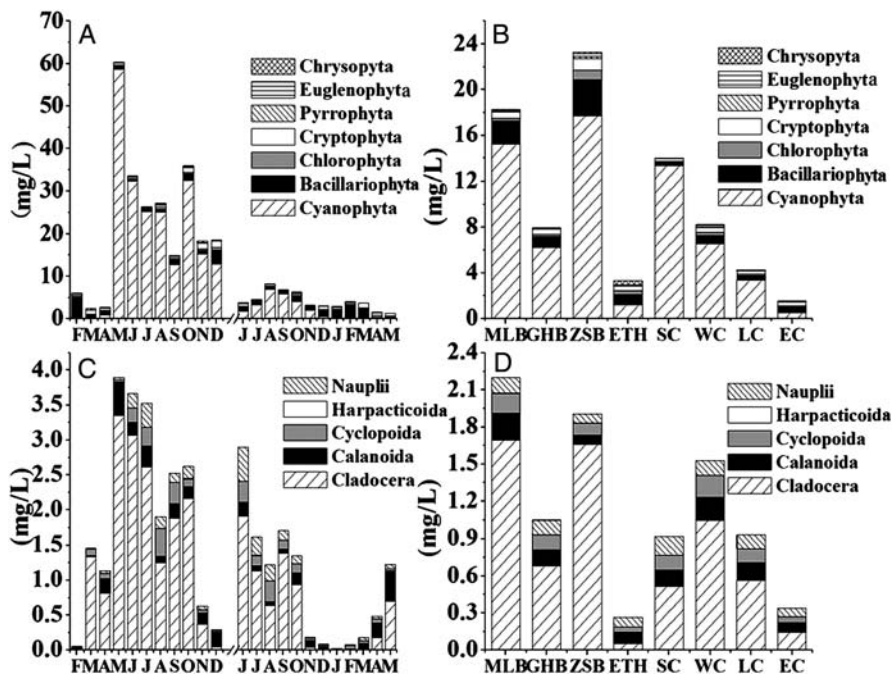 A
70
60
50
40
30
20
10
0
(mg/L)
Chrysopyta
Euglenophyta
Pyrrophyta
Cryptophyta
Chlorophyta
Bacillariophyta
Cyanophyta
F M A M J J A S O N D J J A S O N D J F M A M
B
24
20
16
12
8
4
0
(mg/L)
Chrysopyta
Euglenophyta
Pyrrophyta
Cryptophyta
Chlorophyta
Bacillariophyta
Cyanophyta
MLB GHB ZSB ETH SC WC LC EC
C
4.0
3.5
3.0
2.5
2.0
1.5
1.0
0.5
0.0
(mg/L)
Nauplii
Harpacticoida
Cyclopoida
Calanoida
Cladocera
F M A M J J A S O N D J J A S O N D J F M A M
D
2.4
2.1
1.8
1.5
1.2
0.9
0.6
0.3
0.0
(mg/L)
Nauplii
Harpacticoida
Cyclopoida
Calanoida
Cladocera
MLB GHB ZSB ETH SC WC LC EC